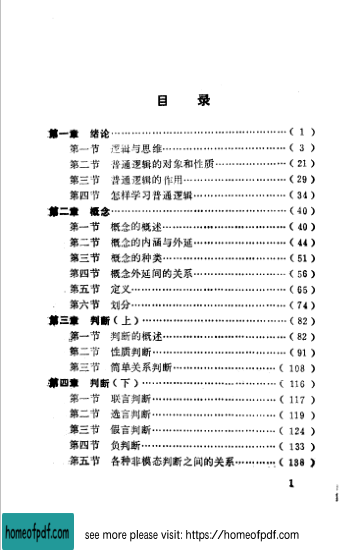 目 录
第一章 绪论……………………………………( 1 )
第一节 逻辑与思维……………………………( 3 )
第二节 普通逻辑的对象和性质………………(21)
第三节 普通逻辑的作用………………………(29)
第四节 怎样学习普通逻辑……………………(34)
第二章 概念……………………………………(40)
第一节 概念的概述……………………………(40)
第二节 概念的内涵与外延……………………(44)
第三节 概念的种类……………………………(51)
第四节 概念外延间的关系……………………(56)
第五节 定义……………………………………(65)
第六节 划分……………………………………(74)
第三章 判断(上)………………………………(82)
第一节 判断的概述……………………………(82)
第二节 性质判断………………………………(91)
第三节 简单关系判断…………………………( 108 )
第四章 判断(下)………………………………( 116 )
第一节 联言判断………………………………( 117 )
第二节 选言判断………………………………( 119 )
第三节 假言判断………………………………( 124 )
第四节 负判断…………………………………( 133 )
第五节 各种非模态判断之间的关系…………( 138 )
1
homeofpdf.com see more please visit: https://homeofpdf.com